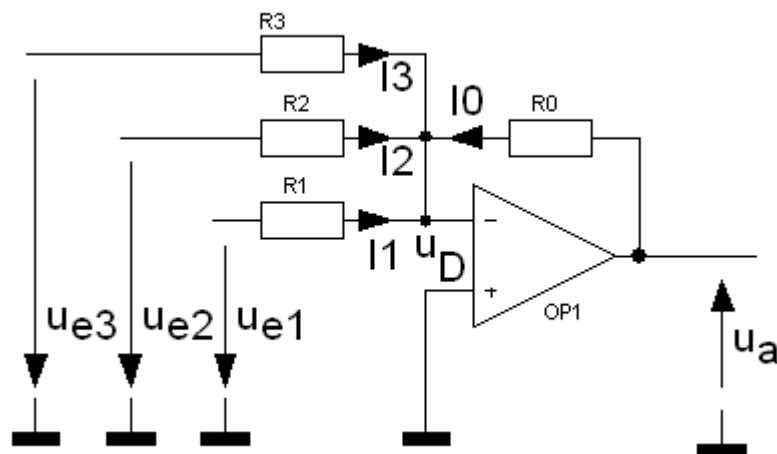 R3
I3
R2
I2
I0
R0
R1
I1
uD
−
+
OP1
ue3
ue2
ue1
ua